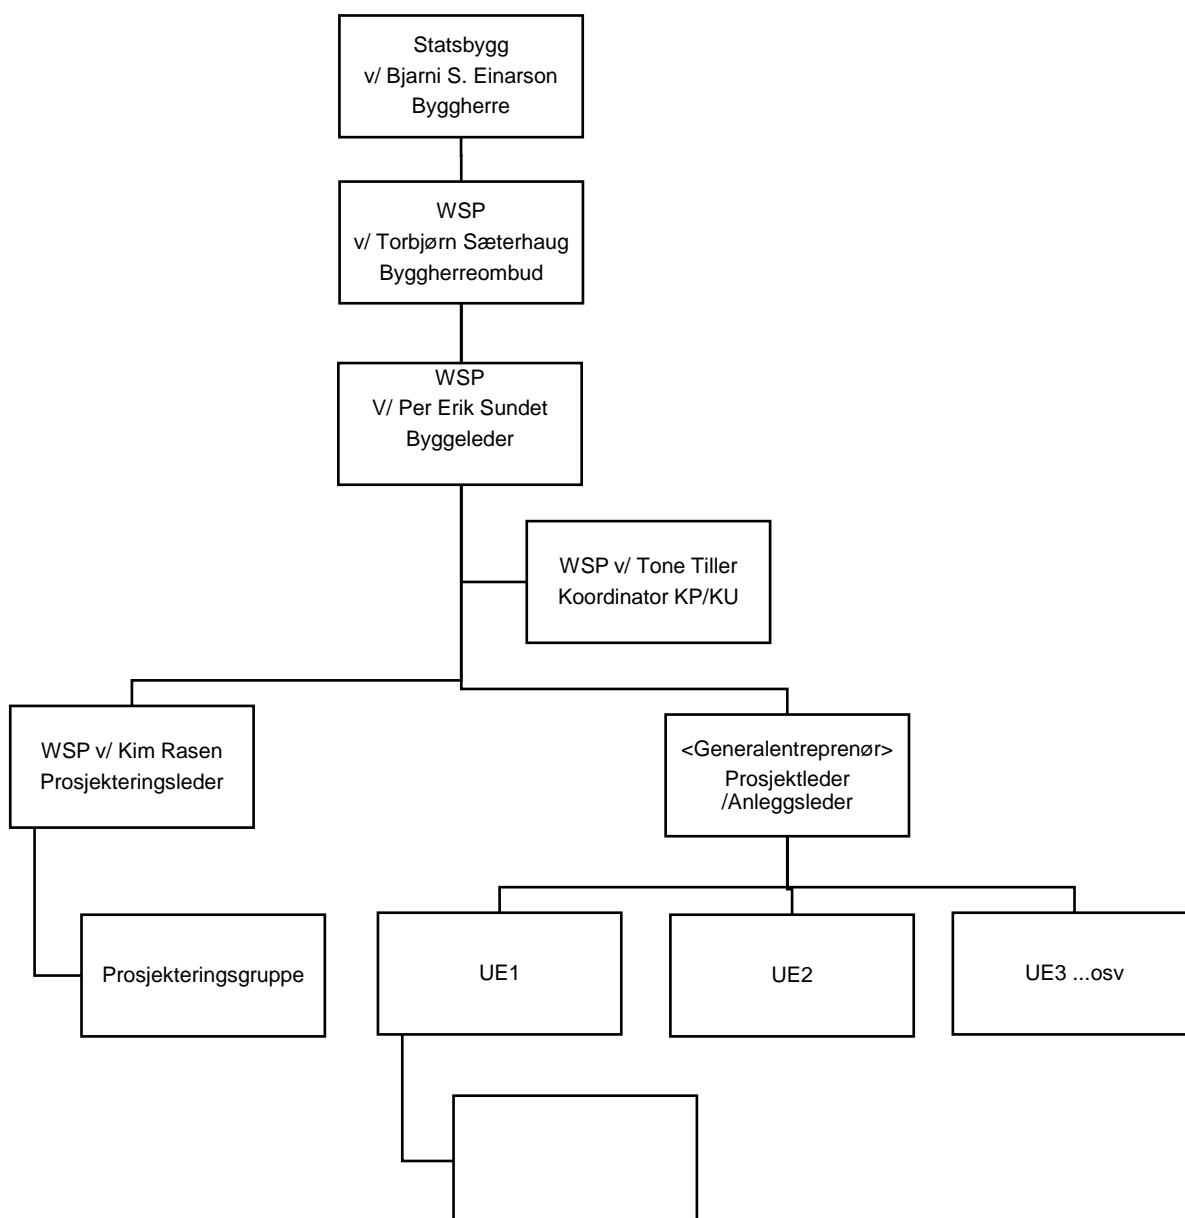 Statsbygg
v/ Bjarni S. Einarson
Byggherre
WSP
v/ Torbjørn Sæterhaug
Byggherreombud
WSP
V/ Per Erik Sundet
Byggeleder
WSP v/ Tone Tiller
Koordinator KP/KU
WSP v/ Kim Rasen
Prosjekteringsleder
<Generalentreprenør>
Prosjektleder
/Anleggsleder
Prosjekteringsgruppe
UE1
UE2
UE3 ...osv